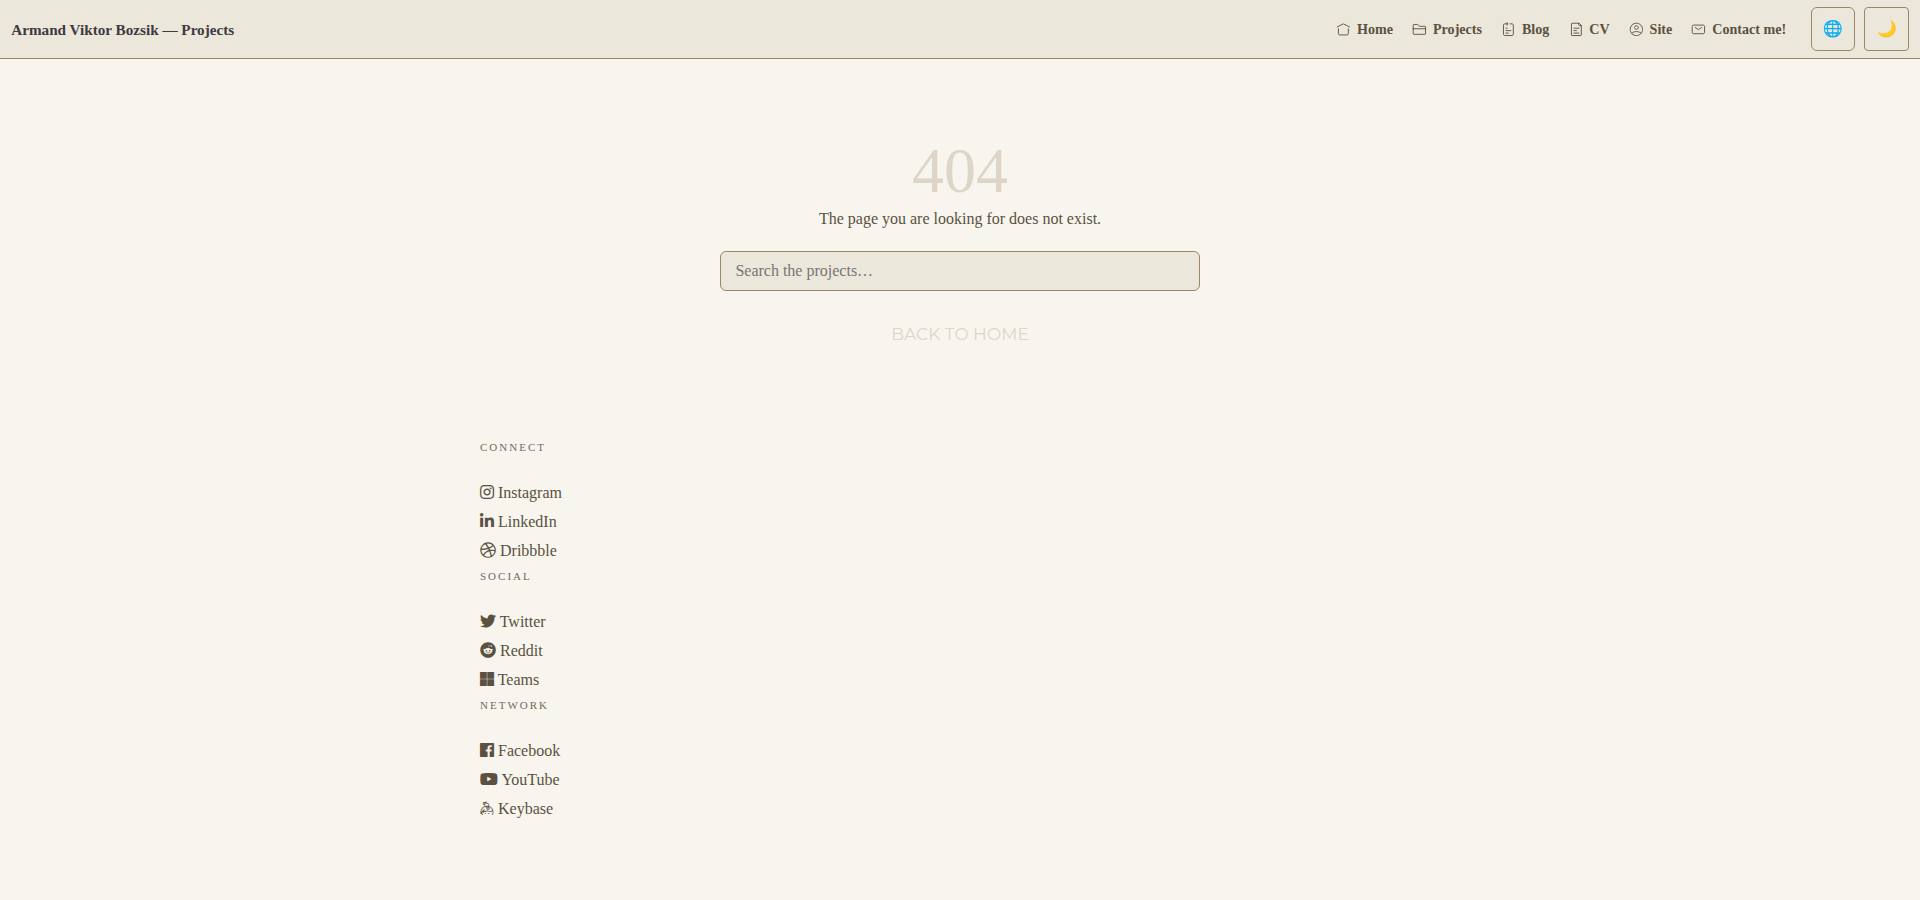 Armand Viktor Bozsik — Projects
Home Projects Blog CV Site Contact me!
404
The page you are looking for does not exist.
Search the projects…
BACK TO HOME
CONNECT
Instagram
LinkedIn
Dribbble
SOCIAL
Twitter
Reddit
Teams
NETWORK
Facebook
YouTube
Keybase